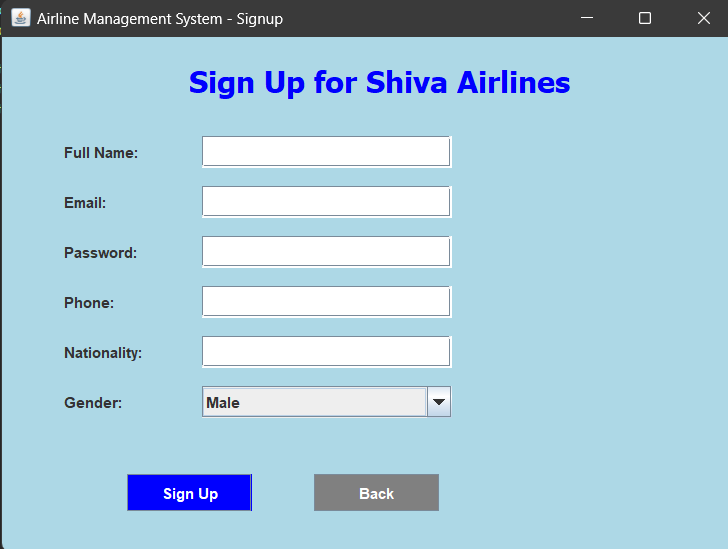 Airline Management System - Signup
Sign Up for Shiva Airlines
Full Name:
Email:
Password:
Phone:
Nationality:
Gender: Male
Sign Up Back